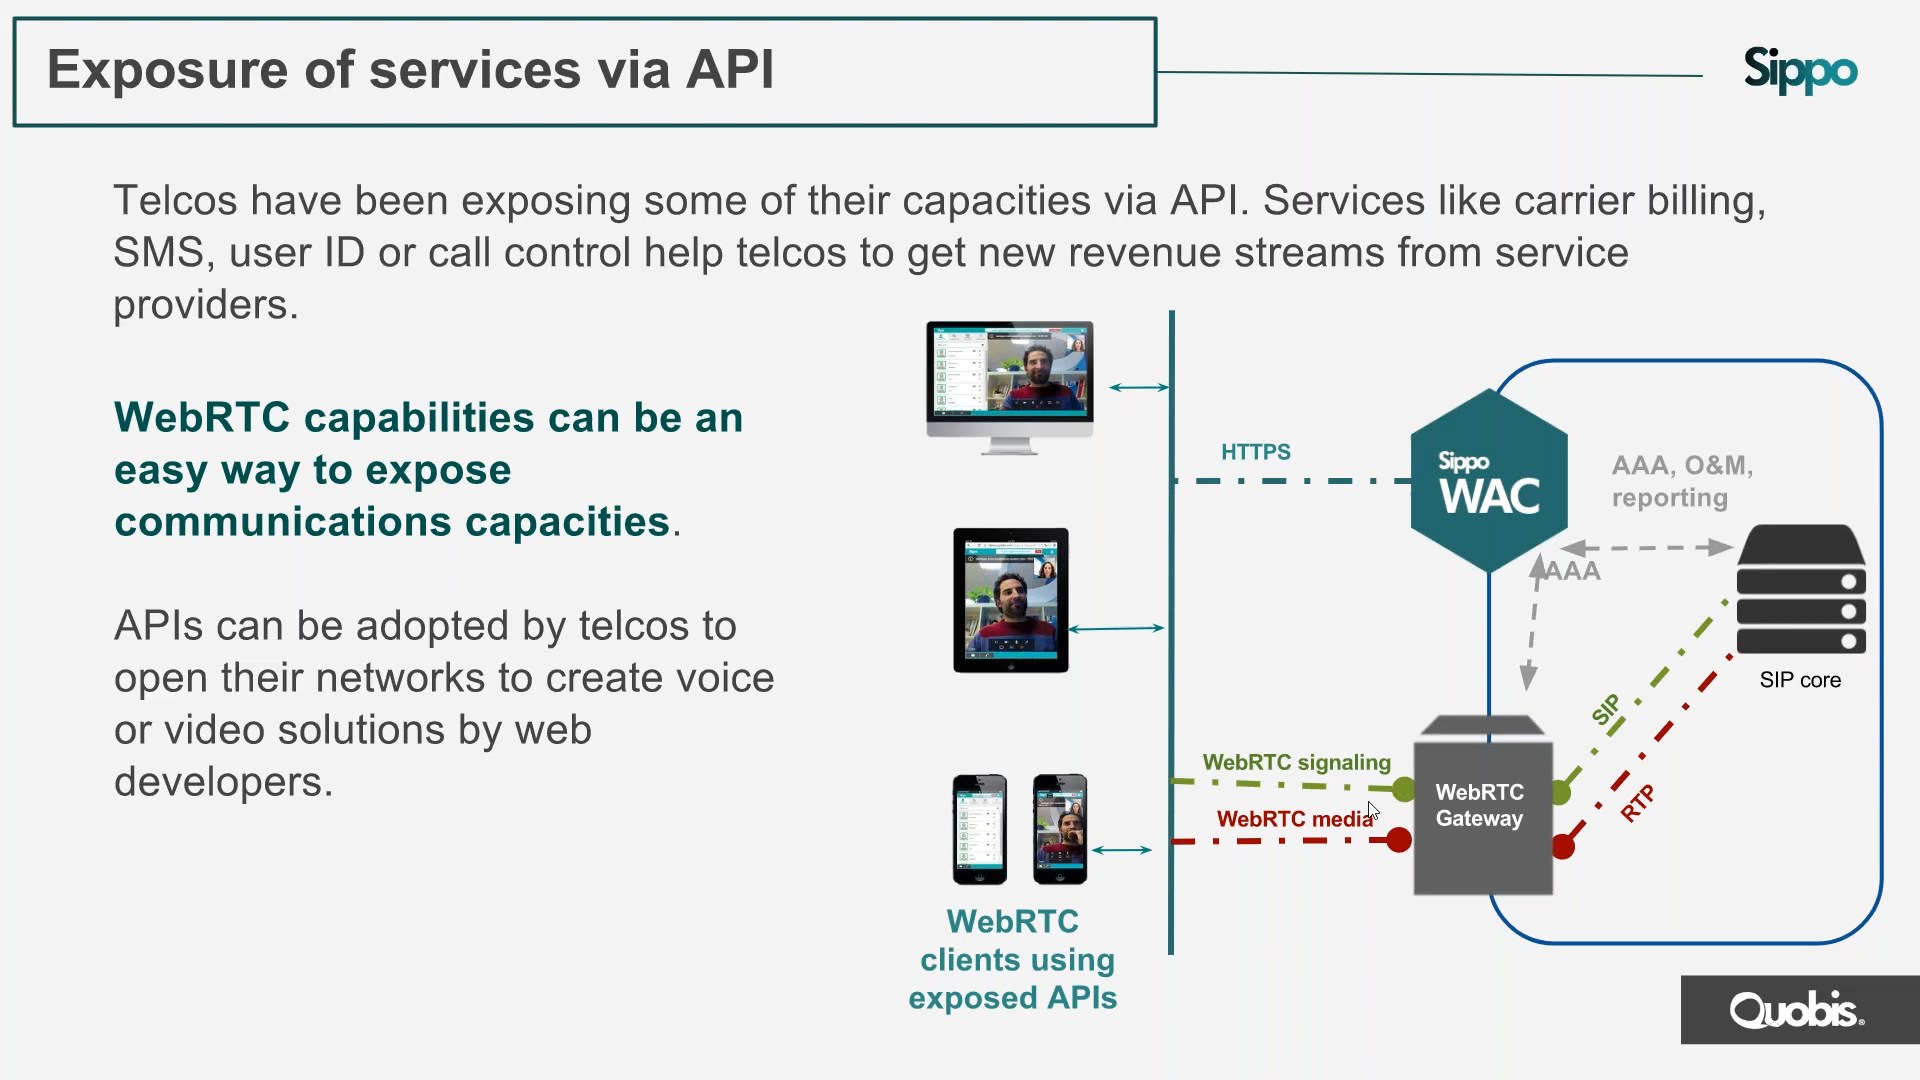 Exposure of services via API
Sippo
Telcos have been exposing some of their capacities via API. Services like carrier billing,
SMS, user ID or call control help telcos to get new revenue streams from service
providers.
WebRTC capabilities can be an
easy way to expose
communications capacities.
APIs can be adopted by telcos to
open their networks to create voice
or video solutions by web
developers.
HTTPS
Sippo
WAC
AAA, O&M,
reporting
AAA
SIP core
SIP
RTP
WebRTC signaling
WebRTC media
WebRTC
Gateway
WebRTC
clients using
exposed APIs
Quobis®